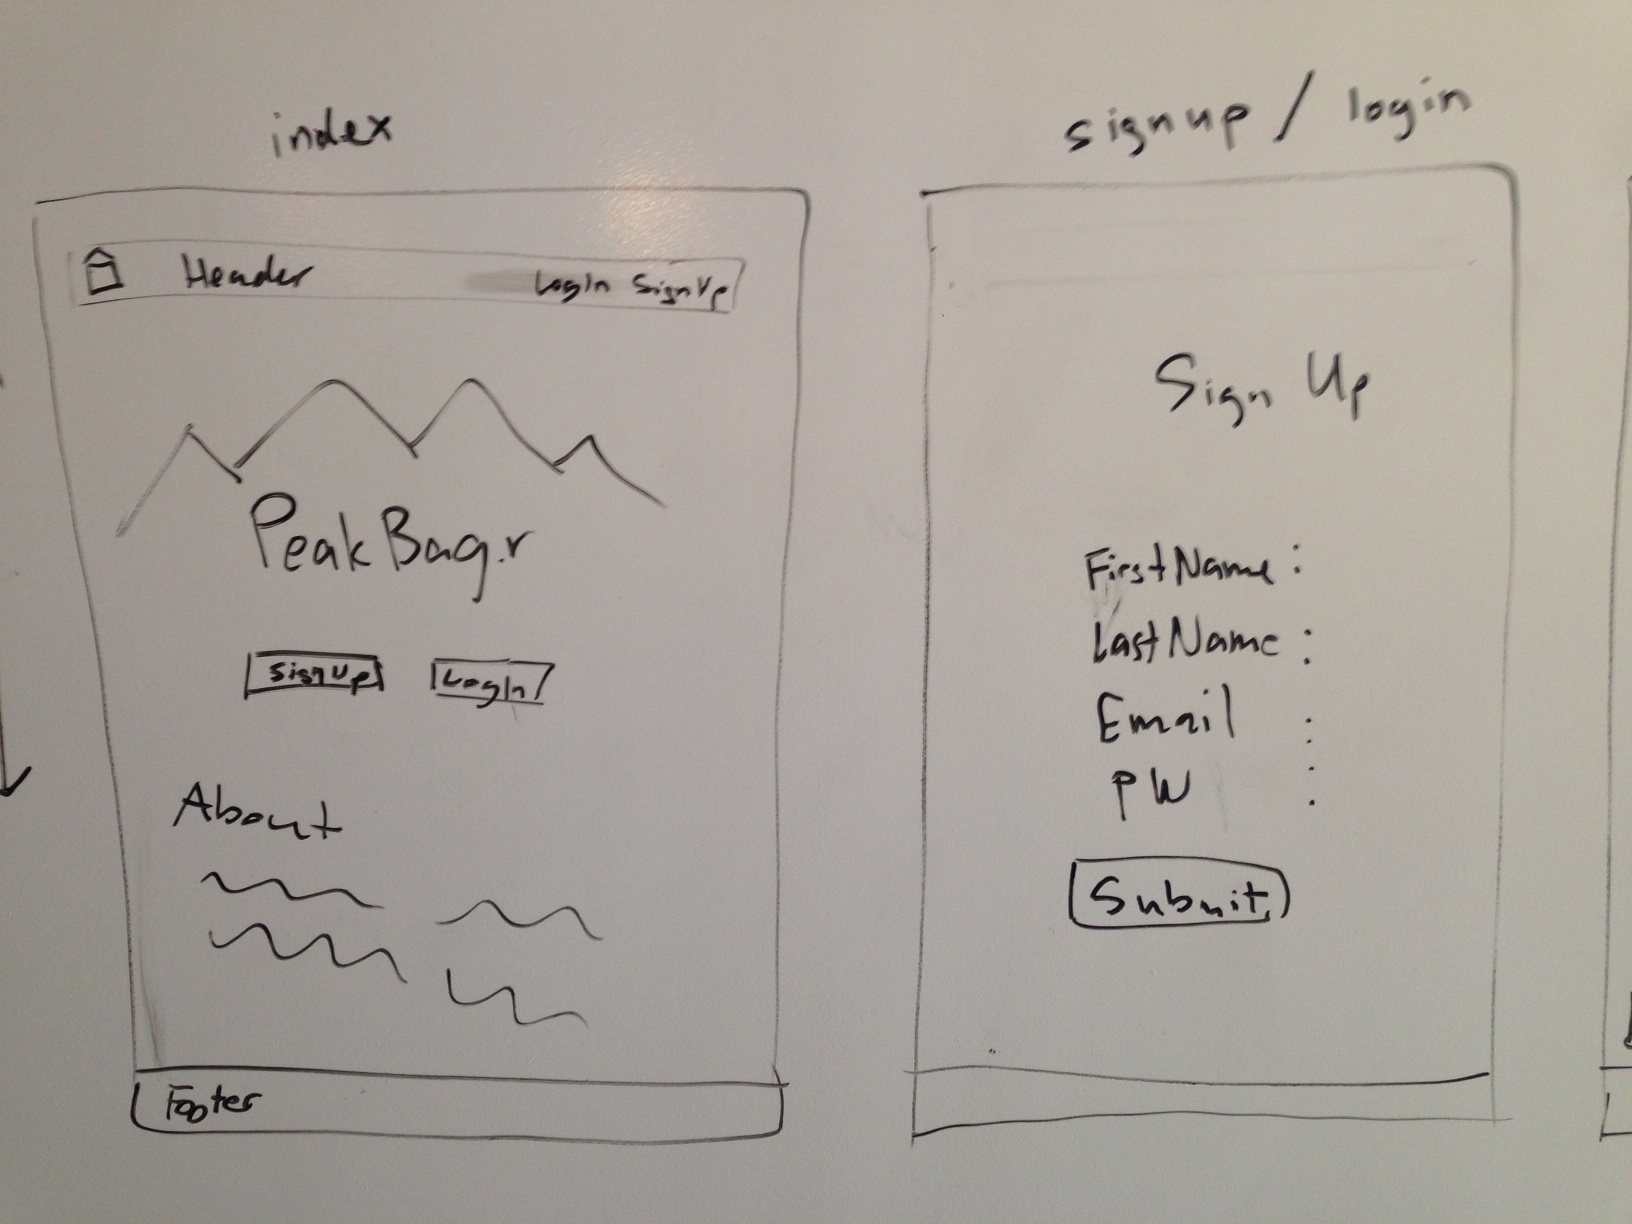 index
Header LogIn SignUp
PeakBag.r
SignUp LogIn
About
Footer
signup / login
Sign Up
FirstName :
LastName :
Email :
PW :
Submit